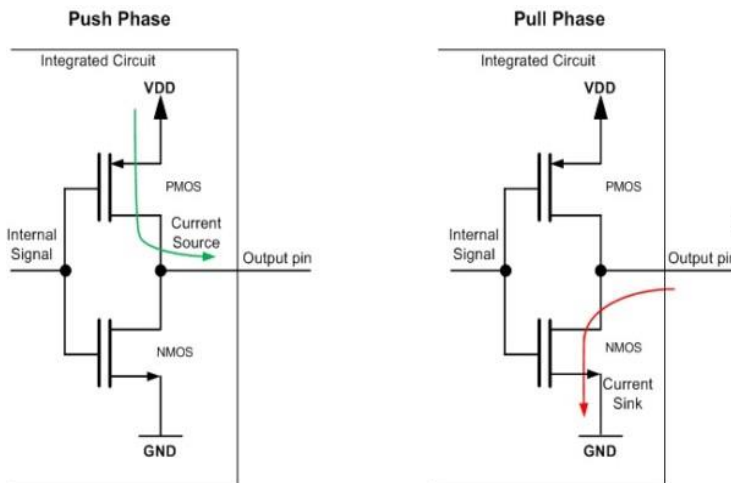 Push Phase
Integrated Circuit
VDD
PMOS
Internal
Signal
Current
Source
Output pin
NMOS
GND
Pull Phase
Integrated Circuit
VDD
PMOS
Internal
Signal
Output pin
NMOS
Current
Sink
GND